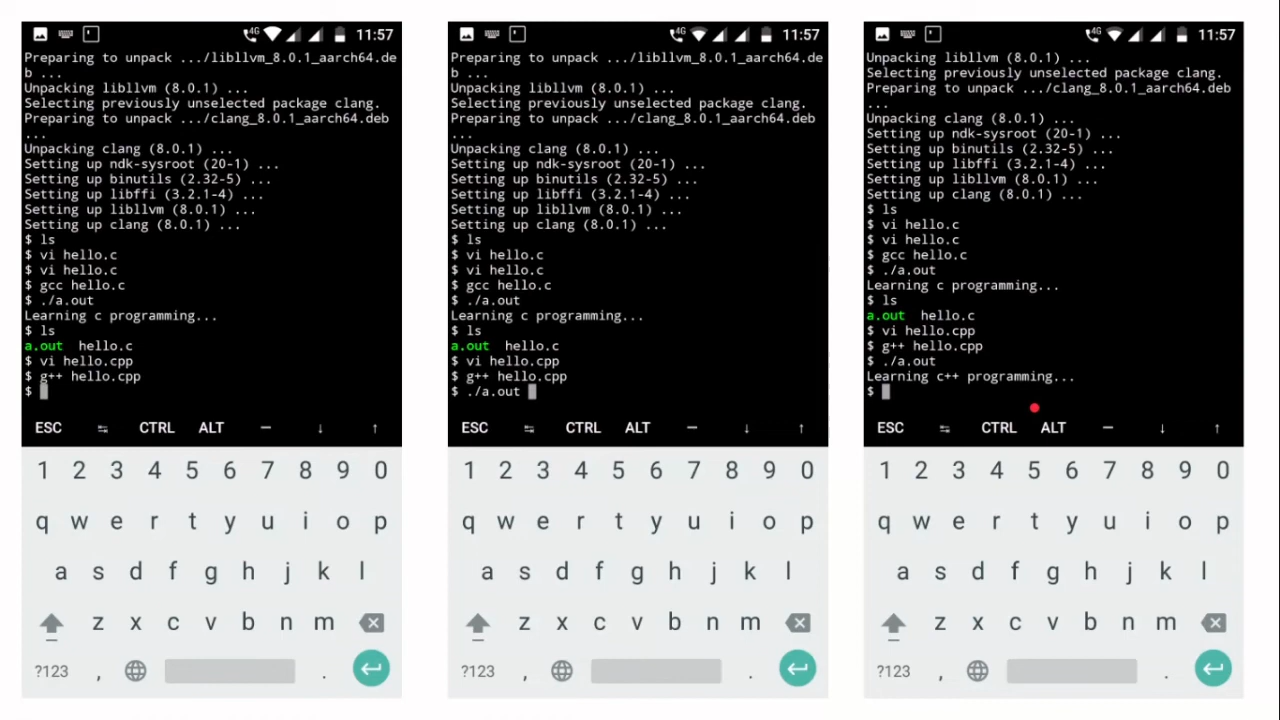 4G 11:57
Preparing to unpack .../libllvm_8.0.1_aarch64.de
b ...
Unpacking libllvm (8.0.1) ...
Selecting previously unselected package clang.
Preparing to unpack .../clang_8.0.1_aarch64.deb
...
Unpacking clang (8.0.1) ...
Setting up ndk-sysroot (20-1) ...
Setting up binutils (2.32-5) ...
Setting up libffi (3.2.1-4) ...
Setting up libllvm (8.0.1) ...
Setting up clang (8.0.1) ...
$ ls
$ vi hello.c
$ vi hello.c
$ gcc hello.c
$ ./a.out
Learning c programming...
$ ls
a.out  hello.c
$ vi hello.cpp
$ g++ hello.cpp
$
ESC ↹ CTRL ALT – ↓ ↑
1 2 3 4 5 6 7 8 9 0
q w e r t y u i o p
a s d f g h j k l
z x c v b n m
?123 , .
4G 11:57
Preparing to unpack .../libllvm_8.0.1_aarch64.de
b ...
Unpacking libllvm (8.0.1) ...
Selecting previously unselected package clang.
Preparing to unpack .../clang_8.0.1_aarch64.deb
...
Unpacking clang (8.0.1) ...
Setting up ndk-sysroot (20-1) ...
Setting up binutils (2.32-5) ...
Setting up libffi (3.2.1-4) ...
Setting up libllvm (8.0.1) ...
Setting up clang (8.0.1) ...
$ ls
$ vi hello.c
$ vi hello.c
$ gcc hello.c
$ ./a.out
Learning c programming...
$ ls
a.out  hello.c
$ vi hello.cpp
$ g++ hello.cpp
$ ./a.out
ESC ↹ CTRL ALT – ↓ ↑
1 2 3 4 5 6 7 8 9 0
q w e r t y u i o p
a s d f g h j k l
z x c v b n m
?123 , .
4G 11:57
Unpacking libllvm (8.0.1) ...
Selecting previously unselected package clang.
Preparing to unpack .../clang_8.0.1_aarch64.deb
...
Unpacking clang (8.0.1) ...
Setting up ndk-sysroot (20-1) ...
Setting up binutils (2.32-5) ...
Setting up libffi (3.2.1-4) ...
Setting up libllvm (8.0.1) ...
Setting up clang (8.0.1) ...
$ ls
$ vi hello.c
$ vi hello.c
$ gcc hello.c
$ ./a.out
Learning c programming...
$ ls
a.out  hello.c
$ vi hello.cpp
$ g++ hello.cpp
$ ./a.out
Learning c++ programming...
$
ESC ↹ CTRL ALT – ↓ ↑
1 2 3 4 5 6 7 8 9 0
q w e r t y u i o p
a s d f g h j k l
z x c v b n m
?123 , .